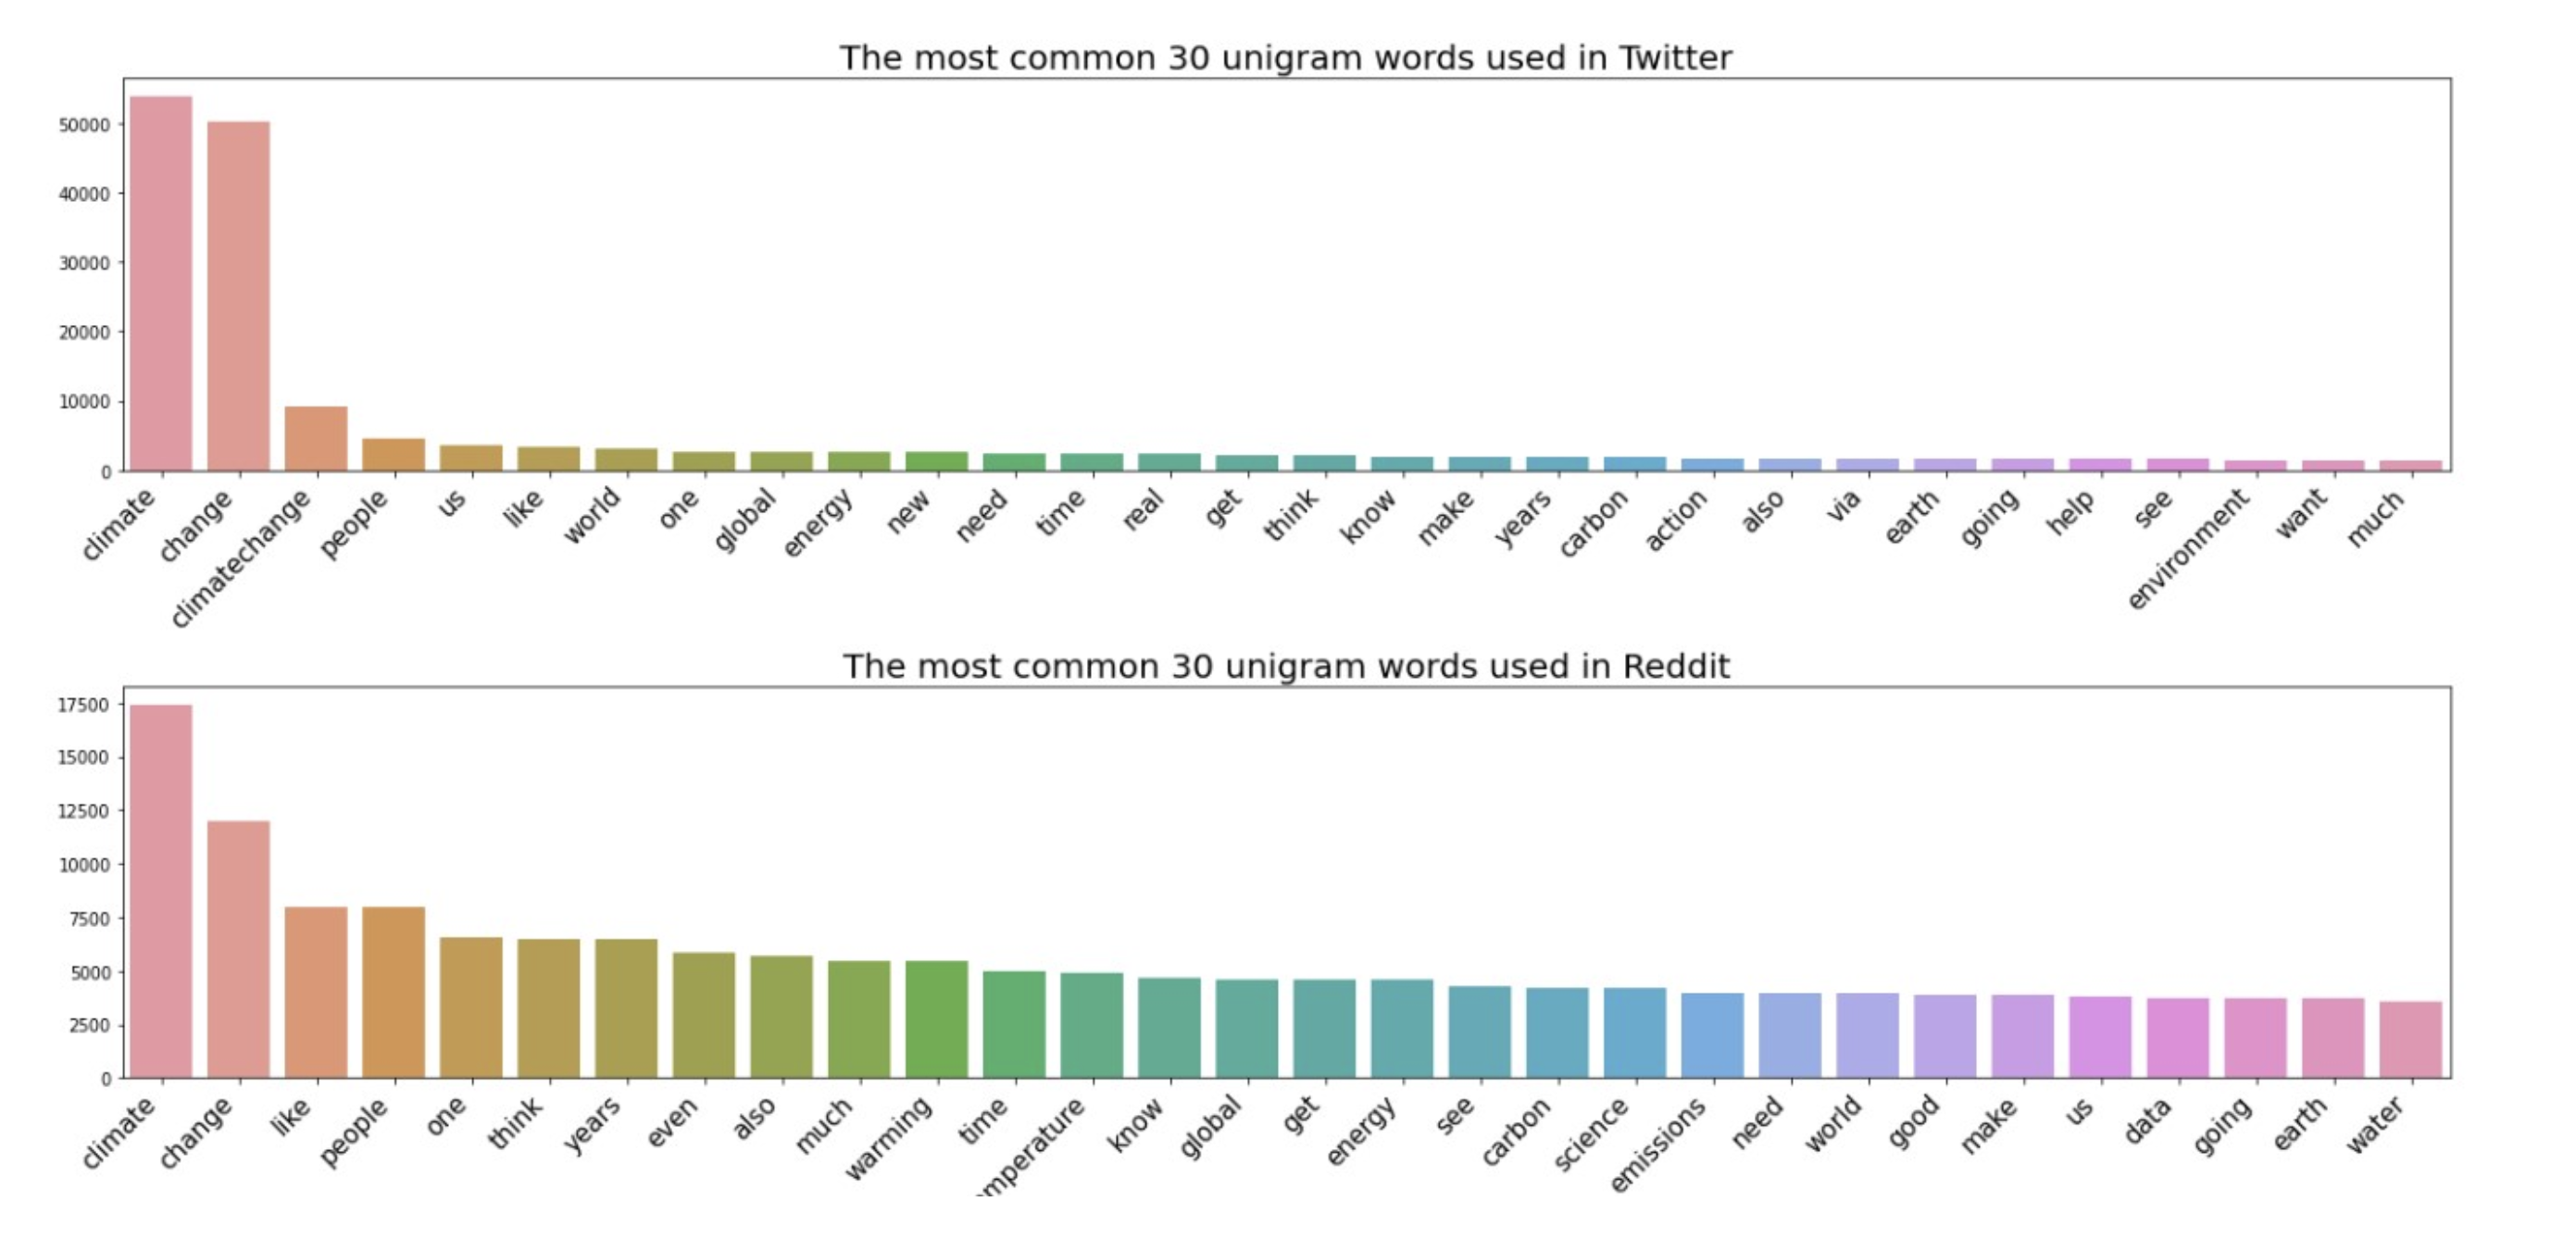 The most common 30 unigram words used in Twitter
50000
40000
30000
20000
10000
0
climate
change
climatechange
people
us
like
world
one
global
energy
new
need
time
real
get
think
know
make
years
carbon
action
also
via
earth
going
help
see
environment
want
much
The most common 30 unigram words used in Reddit
17500
15000
12500
10000
7500
5000
2500
0
climate
change
like
people
one
think
years
even
also
much
warming
time
mperature
know
global
get
energy
see
carbon
science
emissions
need
world
good
make
us
data
going
earth
water